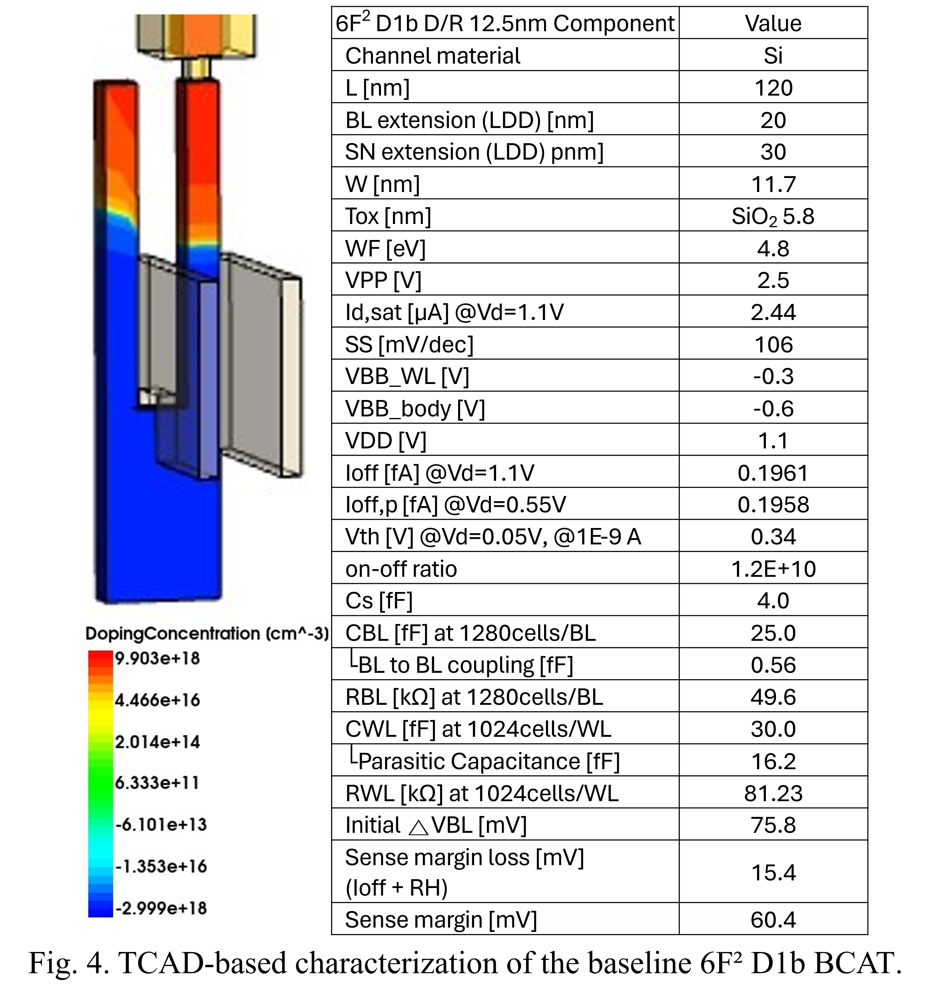 6F² D1b D/R 12.5nm Component Value
Channel material Si
L [nm] 120
BL extension (LDD) [nm] 20
SN extension (LDD) pnm] 30
W [nm] 11.7
Tox [nm] SiO₂ 5.8
WF [eV] 4.8
VPP [V] 2.5
Id,sat [µA] @Vd=1.1V 2.44
SS [mV/dec] 106
VBB_WL [V] -0.3
VBB_body [V] -0.6
VDD [V] 1.1
Ioff [fA] @Vd=1.1V 0.1961
Ioff,p [fA] @Vd=0.55V 0.1958
Vth [V] @Vd=0.05V, @1E-9 A 0.34
on-off ratio 1.2E+10
Cs [fF] 4.0
CBL [fF] at 1280cells/BL 25.0
└BL to BL coupling [fF] 0.56
RBL [kΩ] at 1280cells/BL 49.6
CWL [fF] at 1024cells/WL 30.0
└Parasitic Capacitance [fF] 16.2
RWL [kΩ] at 1024cells/WL 81.23
Initial △VBL [mV] 75.8
Sense margin loss [mV]
(Ioff + RH) 15.4
Sense margin [mV] 60.4
DopingConcentration (cm^-3)
9.903e+18
4.466e+16
2.014e+14
6.333e+11
-6.101e+13
-1.353e+16
-2.999e+18
Fig. 4. TCAD-based characterization of the baseline 6F² D1b BCAT.